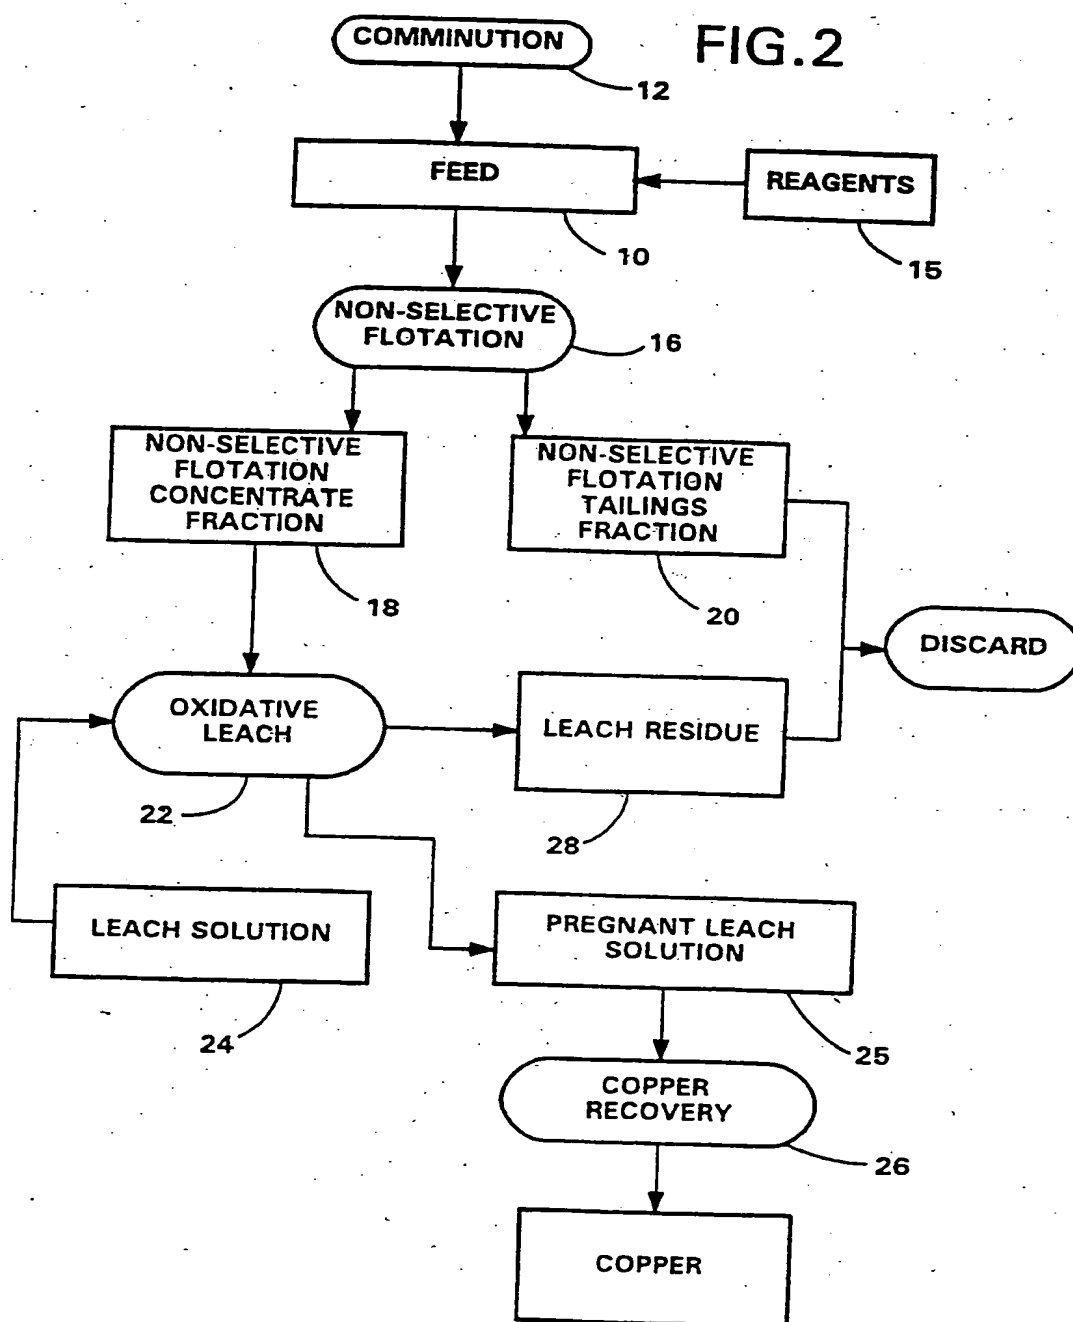 COMMINUTION
FIG.2
12
FEED
REAGENTS
10
15
NON-SELECTIVE
FLOTATION
16
NON-SELECTIVE
FLOTATION
CONCENTRATE
FRACTION
NON-SELECTIVE
FLOTATION
TAILINGS
FRACTION
18
20
DISCARD
OXIDATIVE
LEACH
LEACH RESIDUE
22
28
LEACH SOLUTION
PREGNANT LEACH
SOLUTION
24
25
COPPER
RECOVERY
26
COPPER